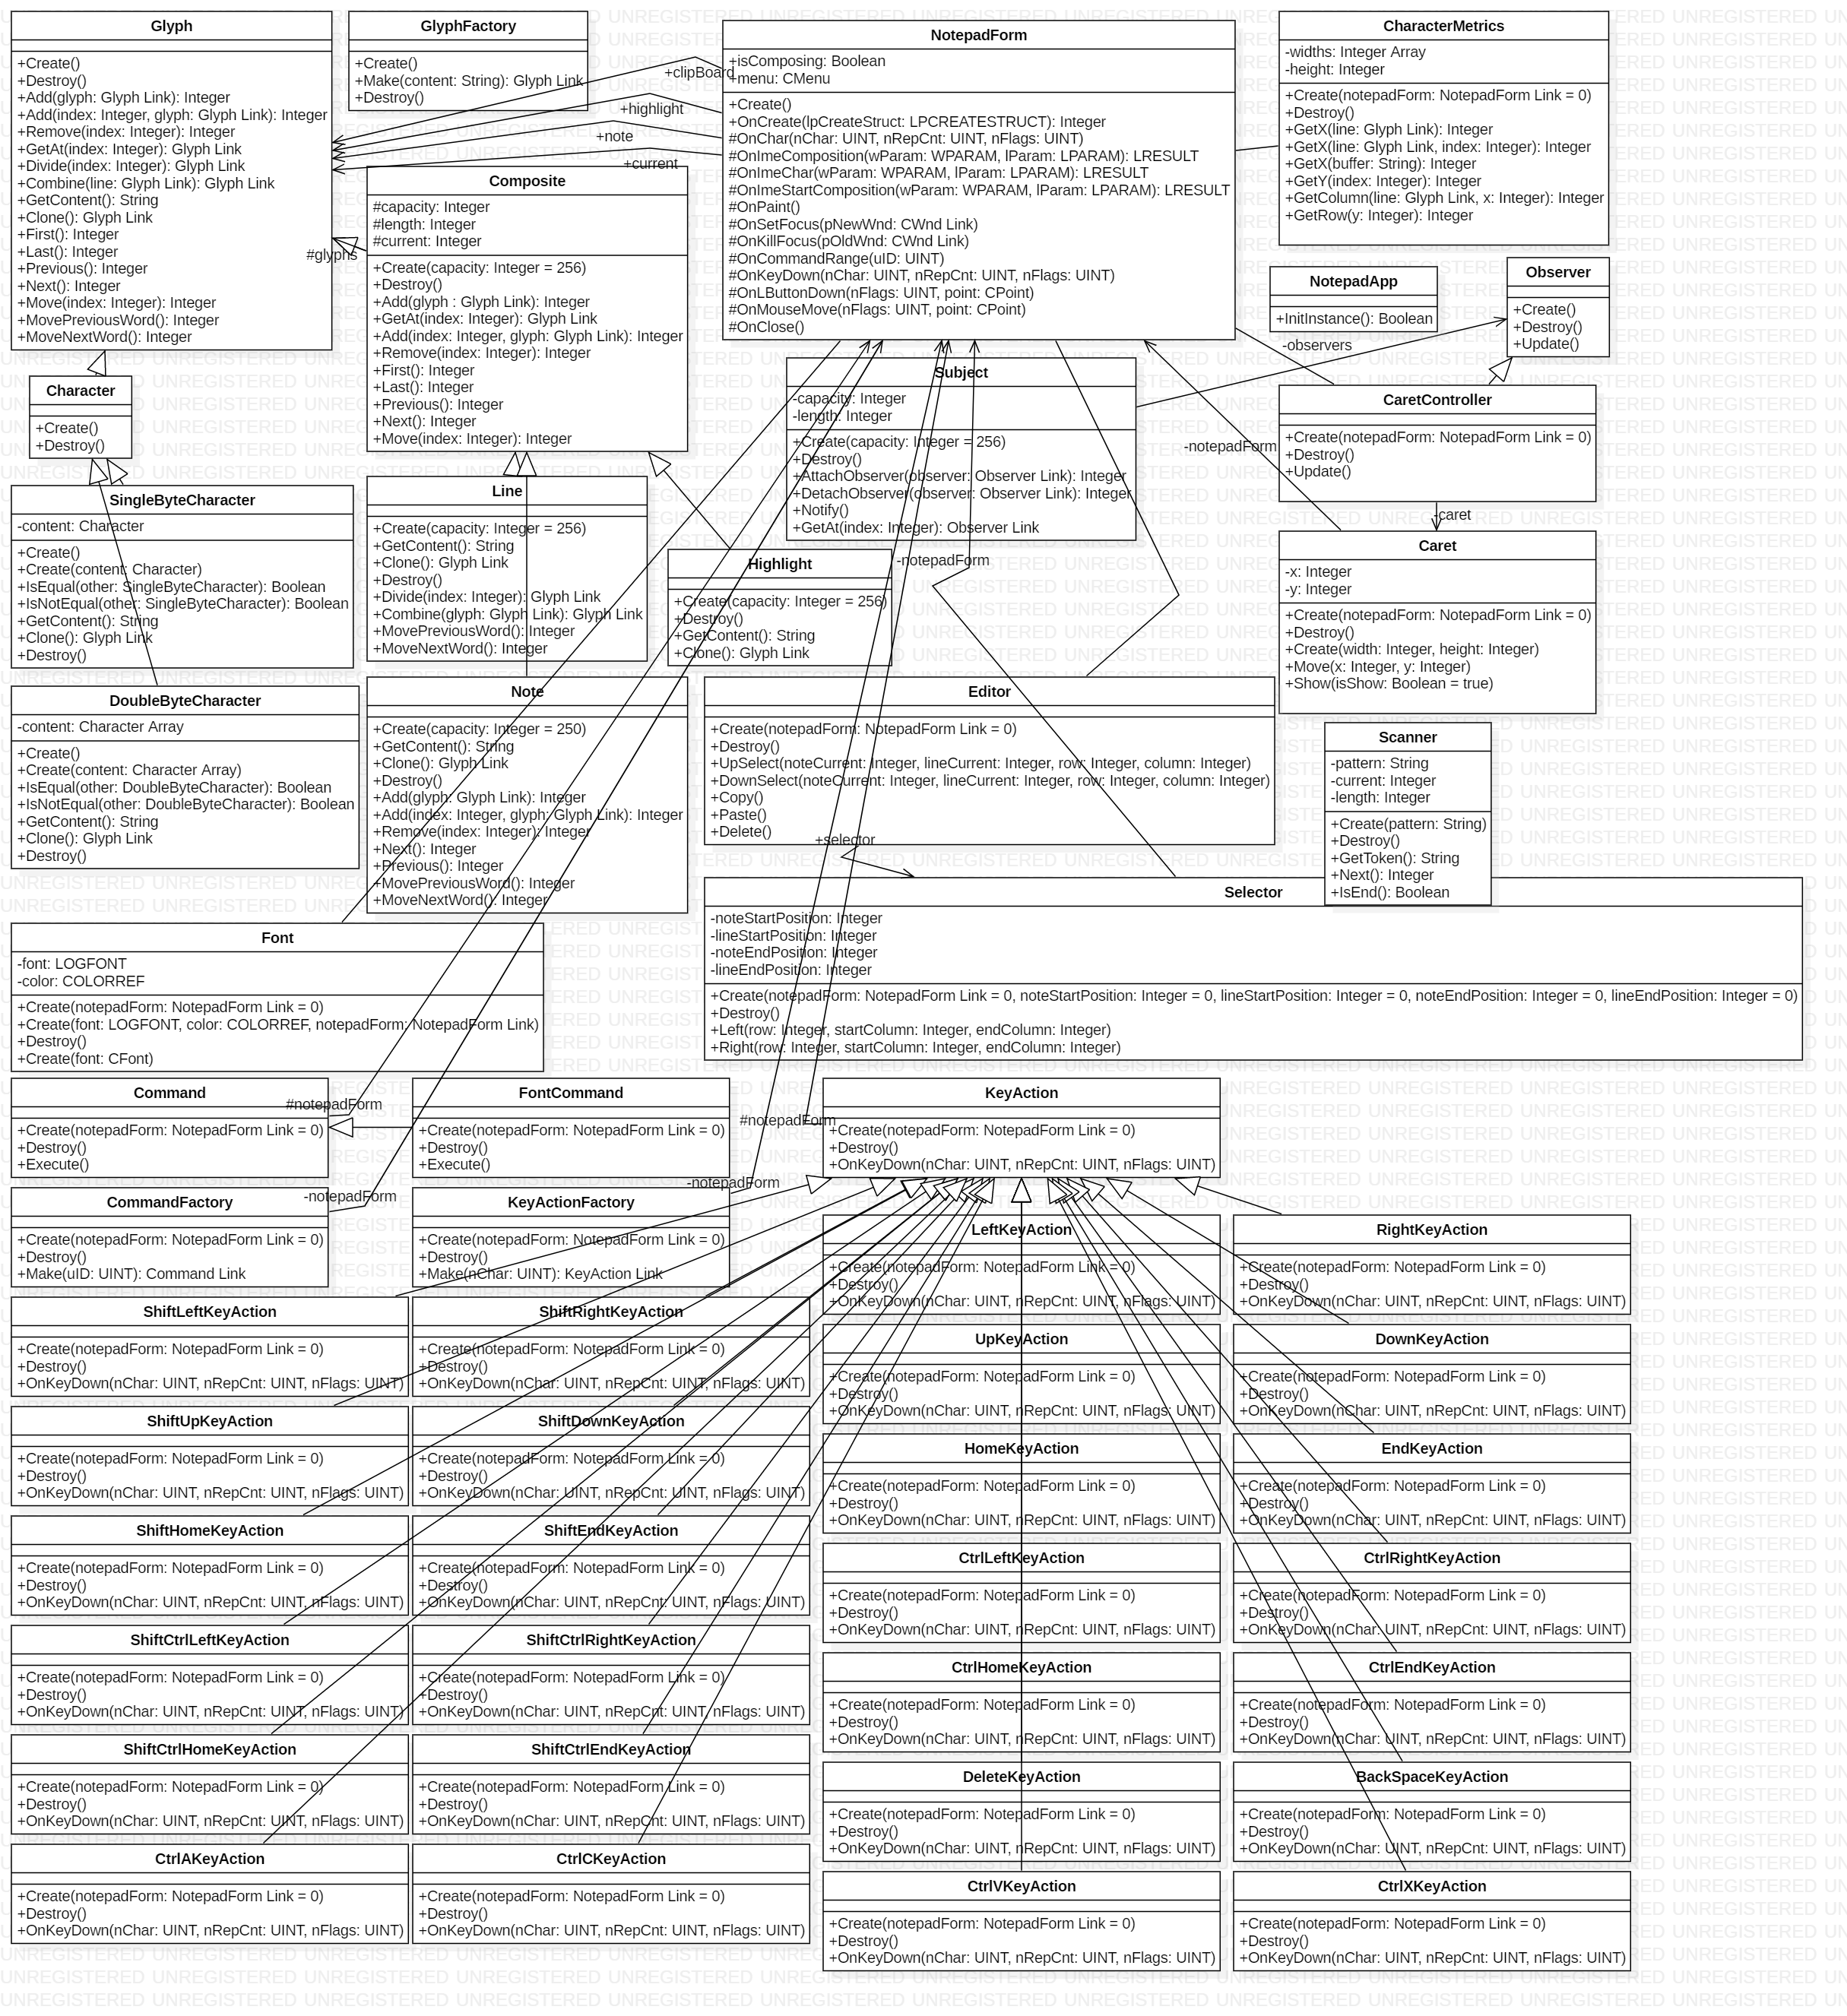 Glyph
+Create()
+Destroy()
+Add(glyph: Glyph Link): Integer
+Add(index: Integer, glyph: Glyph Link): Integer
+Remove(index: Integer): Integer
+GetAt(index: Integer): Glyph Link
+Divide(index: Integer): Glyph Link
+Combine(line: Glyph Link): Glyph Link
+GetContent(): String
+Clone(): Glyph Link
+First(): Integer
+Last(): Integer
+Previous(): Integer
+Next(): Integer
+Move(index: Integer): Integer
+MovePreviousWord(): Integer
+MoveNextWord(): Integer
GlyphFactory
+Create()
+Make(content: String): Glyph Link
+Destroy()
+clipBoard
+highlight
+note
+current
#glyphs
NotepadForm
+isComposing: Boolean
+menu: CMenu
+Create()
+OnCreate(lpCreateStruct: LPCREATESTRUCT): Integer
#OnChar(nChar: UINT, nRepCnt: UINT, nFlags: UINT)
#OnImeComposition(wParam: WPARAM, lParam: LPARAM): LRESULT
#OnImeChar(wParam: WPARAM, lParam: LPARAM): LRESULT
#OnImeStartComposition(wParam: WPARAM, lParam: LPARAM): LRESULT
#OnPaint()
#OnSetFocus(pNewWnd: CWnd Link)
#OnKillFocus(pOldWnd: CWnd Link)
#OnCommandRange(uID: UINT)
#OnKeyDown(nChar: UINT, nRepCnt: UINT, nFlags: UINT)
#OnLButtonDown(nFlags: UINT, point: CPoint)
#OnMouseMove(nFlags: UINT, point: CPoint)
#OnClose()
CharacterMetrics
-widths: Integer Array
-height: Integer
+Create(notepadForm: NotepadForm Link = 0)
+Destroy()
+GetX(line: Glyph Link): Integer
+GetX(line: Glyph Link, index: Integer): Integer
+GetX(buffer: String): Integer
+GetY(index: Integer): Integer
+GetColumn(line: Glyph Link, x: Integer): Integer
+GetRow(y: Integer): Integer
Composite
#capacity: Integer
#length: Integer
#current: Integer
+Create(capacity: Integer = 256)
+Destroy()
+Add(glyph : Glyph Link): Integer
+GetAt(index: Integer): Glyph Link
+Add(index: Integer, glyph: Glyph Link): Integer
+Remove(index: Integer): Integer
+First(): Integer
+Last(): Integer
+Previous(): Integer
+Next(): Integer
+Move(index: Integer): Integer
NotepadApp
+InitInstance(): Boolean
Observer
+Create()
+Destroy()
+Update()
-observers
Character
+Create()
+Destroy()
Subject
-capacity: Integer
-length: Integer
+Create(capacity: Integer = 256)
+Destroy()
+AttachObserver(observer: Observer Link): Integer
+DetachObserver(observer: Observer Link): Integer
+Notify()
+GetAt(index: Integer): Observer Link
CaretController
+Create(notepadForm: NotepadForm Link = 0)
+Destroy()
+Update()
-notepadForm
-caret
SingleByteCharacter
-content: Character
+Create()
+Create(content: Character)
+IsEqual(other: SingleByteCharacter): Boolean
+IsNotEqual(other: SingleByteCharacter): Boolean
+GetContent(): String
+Clone(): Glyph Link
+Destroy()
Line
+Create(capacity: Integer = 256)
+GetContent(): String
+Clone(): Glyph Link
+Destroy()
+Divide(index: Integer): Glyph Link
+Combine(glyph: Glyph Link): Glyph Link
+MovePreviousWord(): Integer
+MoveNextWord(): Integer
Highlight
+Create(capacity: Integer = 256)
+Destroy()
+GetContent(): String
+Clone(): Glyph Link
-notepadForm
Caret
-x: Integer
-y: Integer
+Create(notepadForm: NotepadForm Link = 0)
+Destroy()
+Create(width: Integer, height: Integer)
+Move(x: Integer, y: Integer)
+Show(isShow: Boolean = true)
DoubleByteCharacter
-content: Character Array
+Create()
+Create(content: Character Array)
+IsEqual(other: DoubleByteCharacter): Boolean
+IsNotEqual(other: DoubleByteCharacter): Boolean
+GetContent(): String
+Clone(): Glyph Link
+Destroy()
Note
+Create(capacity: Integer = 250)
+GetContent(): String
+Clone(): Glyph Link
+Destroy()
+Add(glyph: Glyph Link): Integer
+Add(index: Integer, glyph: Glyph Link): Integer
+Remove(index: Integer): Integer
+Next(): Integer
+Previous(): Integer
+MovePreviousWord(): Integer
+MoveNextWord(): Integer
Editor
+Create(notepadForm: NotepadForm Link = 0)
+Destroy()
+UpSelect(noteCurrent: Integer, lineCurrent: Integer, row: Integer, column: Integer)
+DownSelect(noteCurrent: Integer, lineCurrent: Integer, row: Integer, column: Integer)
+Copy()
+Paste()
+Delete()
+selector
Scanner
-pattern: String
-current: Integer
-length: Integer
+Create(pattern: String)
+Destroy()
+GetToken(): String
+Next(): Integer
+IsEnd(): Boolean
Selector
-noteStartPosition: Integer
-lineStartPosition: Integer
-noteEndPosition: Integer
-lineEndPosition: Integer
+Create(notepadForm: NotepadForm Link = 0, noteStartPosition: Integer = 0, lineStartPosition: Integer = 0, noteEndPosition: Integer = 0, lineEndPosition: Integer = 0)
+Destroy()
+Left(row: Integer, startColumn: Integer, endColumn: Integer)
+Right(row: Integer, startColumn: Integer, endColumn: Integer)
Font
-font: LOGFONT
-color: COLORREF
+Create(notepadForm: NotepadForm Link = 0)
+Create(font: LOGFONT, color: COLORREF, notepadForm: NotepadForm Link)
+Destroy()
+Create(font: CFont)
Command
+Create(notepadForm: NotepadForm Link = 0)
+Destroy()
+Execute()
#notepadForm
FontCommand
+Create(notepadForm: NotepadForm Link = 0)
+Destroy()
+Execute()
#notepadForm
KeyAction
+Create(notepadForm: NotepadForm Link = 0)
+Destroy()
+OnKeyDown(nChar: UINT, nRepCnt: UINT, nFlags: UINT)
CommandFactory
+Create(notepadForm: NotepadForm Link = 0)
+Destroy()
+Make(uID: UINT): Command Link
-notepadForm
KeyActionFactory
+Create(notepadForm: NotepadForm Link = 0)
+Destroy()
+Make(nChar: UINT): KeyAction Link
-notepadForm
LeftKeyAction
+Create(notepadForm: NotepadForm Link = 0)
+Destroy()
+OnKeyDown(nChar: UINT, nRepCnt: UINT, nFlags: UINT)
RightKeyAction
+Create(notepadForm: NotepadForm Link = 0)
+Destroy()
+OnKeyDown(nChar: UINT, nRepCnt: UINT, nFlags: UINT)
ShiftLeftKeyAction
+Create(notepadForm: NotepadForm Link = 0)
+Destroy()
+OnKeyDown(nChar: UINT, nRepCnt: UINT, nFlags: UINT)
ShiftRightKeyAction
+Create(notepadForm: NotepadForm Link = 0)
+Destroy()
+OnKeyDown(nChar: UINT, nRepCnt: UINT, nFlags: UINT)
UpKeyAction
+Create(notepadForm: NotepadForm Link = 0)
+Destroy()
+OnKeyDown(nChar: UINT, nRepCnt: UINT, nFlags: UINT)
DownKeyAction
+Create(notepadForm: NotepadForm Link = 0)
+Destroy()
+OnKeyDown(nChar: UINT, nRepCnt: UINT, nFlags: UINT)
ShiftUpKeyAction
+Create(notepadForm: NotepadForm Link = 0)
+Destroy()
+OnKeyDown(nChar: UINT, nRepCnt: UINT, nFlags: UINT)
ShiftDownKeyAction
+Create(notepadForm: NotepadForm Link = 0)
+Destroy()
+OnKeyDown(nChar: UINT, nRepCnt: UINT, nFlags: UINT)
HomeKeyAction
+Create(notepadForm: NotepadForm Link = 0)
+Destroy()
+OnKeyDown(nChar: UINT, nRepCnt: UINT, nFlags: UINT)
EndKeyAction
+Create(notepadForm: NotepadForm Link = 0)
+Destroy()
+OnKeyDown(nChar: UINT, nRepCnt: UINT, nFlags: UINT)
ShiftHomeKeyAction
+Create(notepadForm: NotepadForm Link = 0)
+Destroy()
+OnKeyDown(nChar: UINT, nRepCnt: UINT, nFlags: UINT)
ShiftEndKeyAction
+Create(notepadForm: NotepadForm Link = 0)
+Destroy()
+OnKeyDown(nChar: UINT, nRepCnt: UINT, nFlags: UINT)
CtrlLeftKeyAction
+Create(notepadForm: NotepadForm Link = 0)
+Destroy()
+OnKeyDown(nChar: UINT, nRepCnt: UINT, nFlags: UINT)
CtrlRightKeyAction
+Create(notepadForm: NotepadForm Link = 0)
+Destroy()
+OnKeyDown(nChar: UINT, nRepCnt: UINT, nFlags: UINT)
ShiftCtrlLeftKeyAction
+Create(notepadForm: NotepadForm Link = 0)
+Destroy()
+OnKeyDown(nChar: UINT, nRepCnt: UINT, nFlags: UINT)
ShiftCtrlRightKeyAction
+Create(notepadForm: NotepadForm Link = 0)
+Destroy()
+OnKeyDown(nChar: UINT, nRepCnt: UINT, nFlags: UINT)
CtrlHomeKeyAction
+Create(notepadForm: NotepadForm Link = 0)
+Destroy()
+OnKeyDown(nChar: UINT, nRepCnt: UINT, nFlags: UINT)
CtrlEndKeyAction
+Create(notepadForm: NotepadForm Link = 0)
+Destroy()
+OnKeyDown(nChar: UINT, nRepCnt: UINT, nFlags: UINT)
ShiftCtrlHomeKeyAction
+Create(notepadForm: NotepadForm Link = 0)
+Destroy()
+OnKeyDown(nChar: UINT, nRepCnt: UINT, nFlags: UINT)
ShiftCtrlEndKeyAction
+Create(notepadForm: NotepadForm Link = 0)
+Destroy()
+OnKeyDown(nChar: UINT, nRepCnt: UINT, nFlags: UINT)
DeleteKeyAction
+Create(notepadForm: NotepadForm Link = 0)
+Destroy()
+OnKeyDown(nChar: UINT, nRepCnt: UINT, nFlags: UINT)
BackSpaceKeyAction
+Create(notepadForm: NotepadForm Link = 0)
+Destroy()
+OnKeyDown(nChar: UINT, nRepCnt: UINT, nFlags: UINT)
CtrlAKeyAction
+Create(notepadForm: NotepadForm Link = 0)
+Destroy()
+OnKeyDown(nChar: UINT, nRepCnt: UINT, nFlags: UINT)
CtrlCKeyAction
+Create(notepadForm: NotepadForm Link = 0)
+Destroy()
+OnKeyDown(nChar: UINT, nRepCnt: UINT, nFlags: UINT)
CtrlVKeyAction
+Create(notepadForm: NotepadForm Link = 0)
+Destroy()
+OnKeyDown(nChar: UINT, nRepCnt: UINT, nFlags: UINT)
CtrlXKeyAction
+Create(notepadForm: NotepadForm Link = 0)
+Destroy()
+OnKeyDown(nChar: UINT, nRepCnt: UINT, nFlags: UINT)
UNREGISTERED UNREGISTERED UNREGISTERED UNREGISTERED UNREGISTERED UNREGISTERED UNREGISTERED UNREGISTERED UNREGISTERED UNREGISTERED UNREGISTERED UNREGISTERED UN